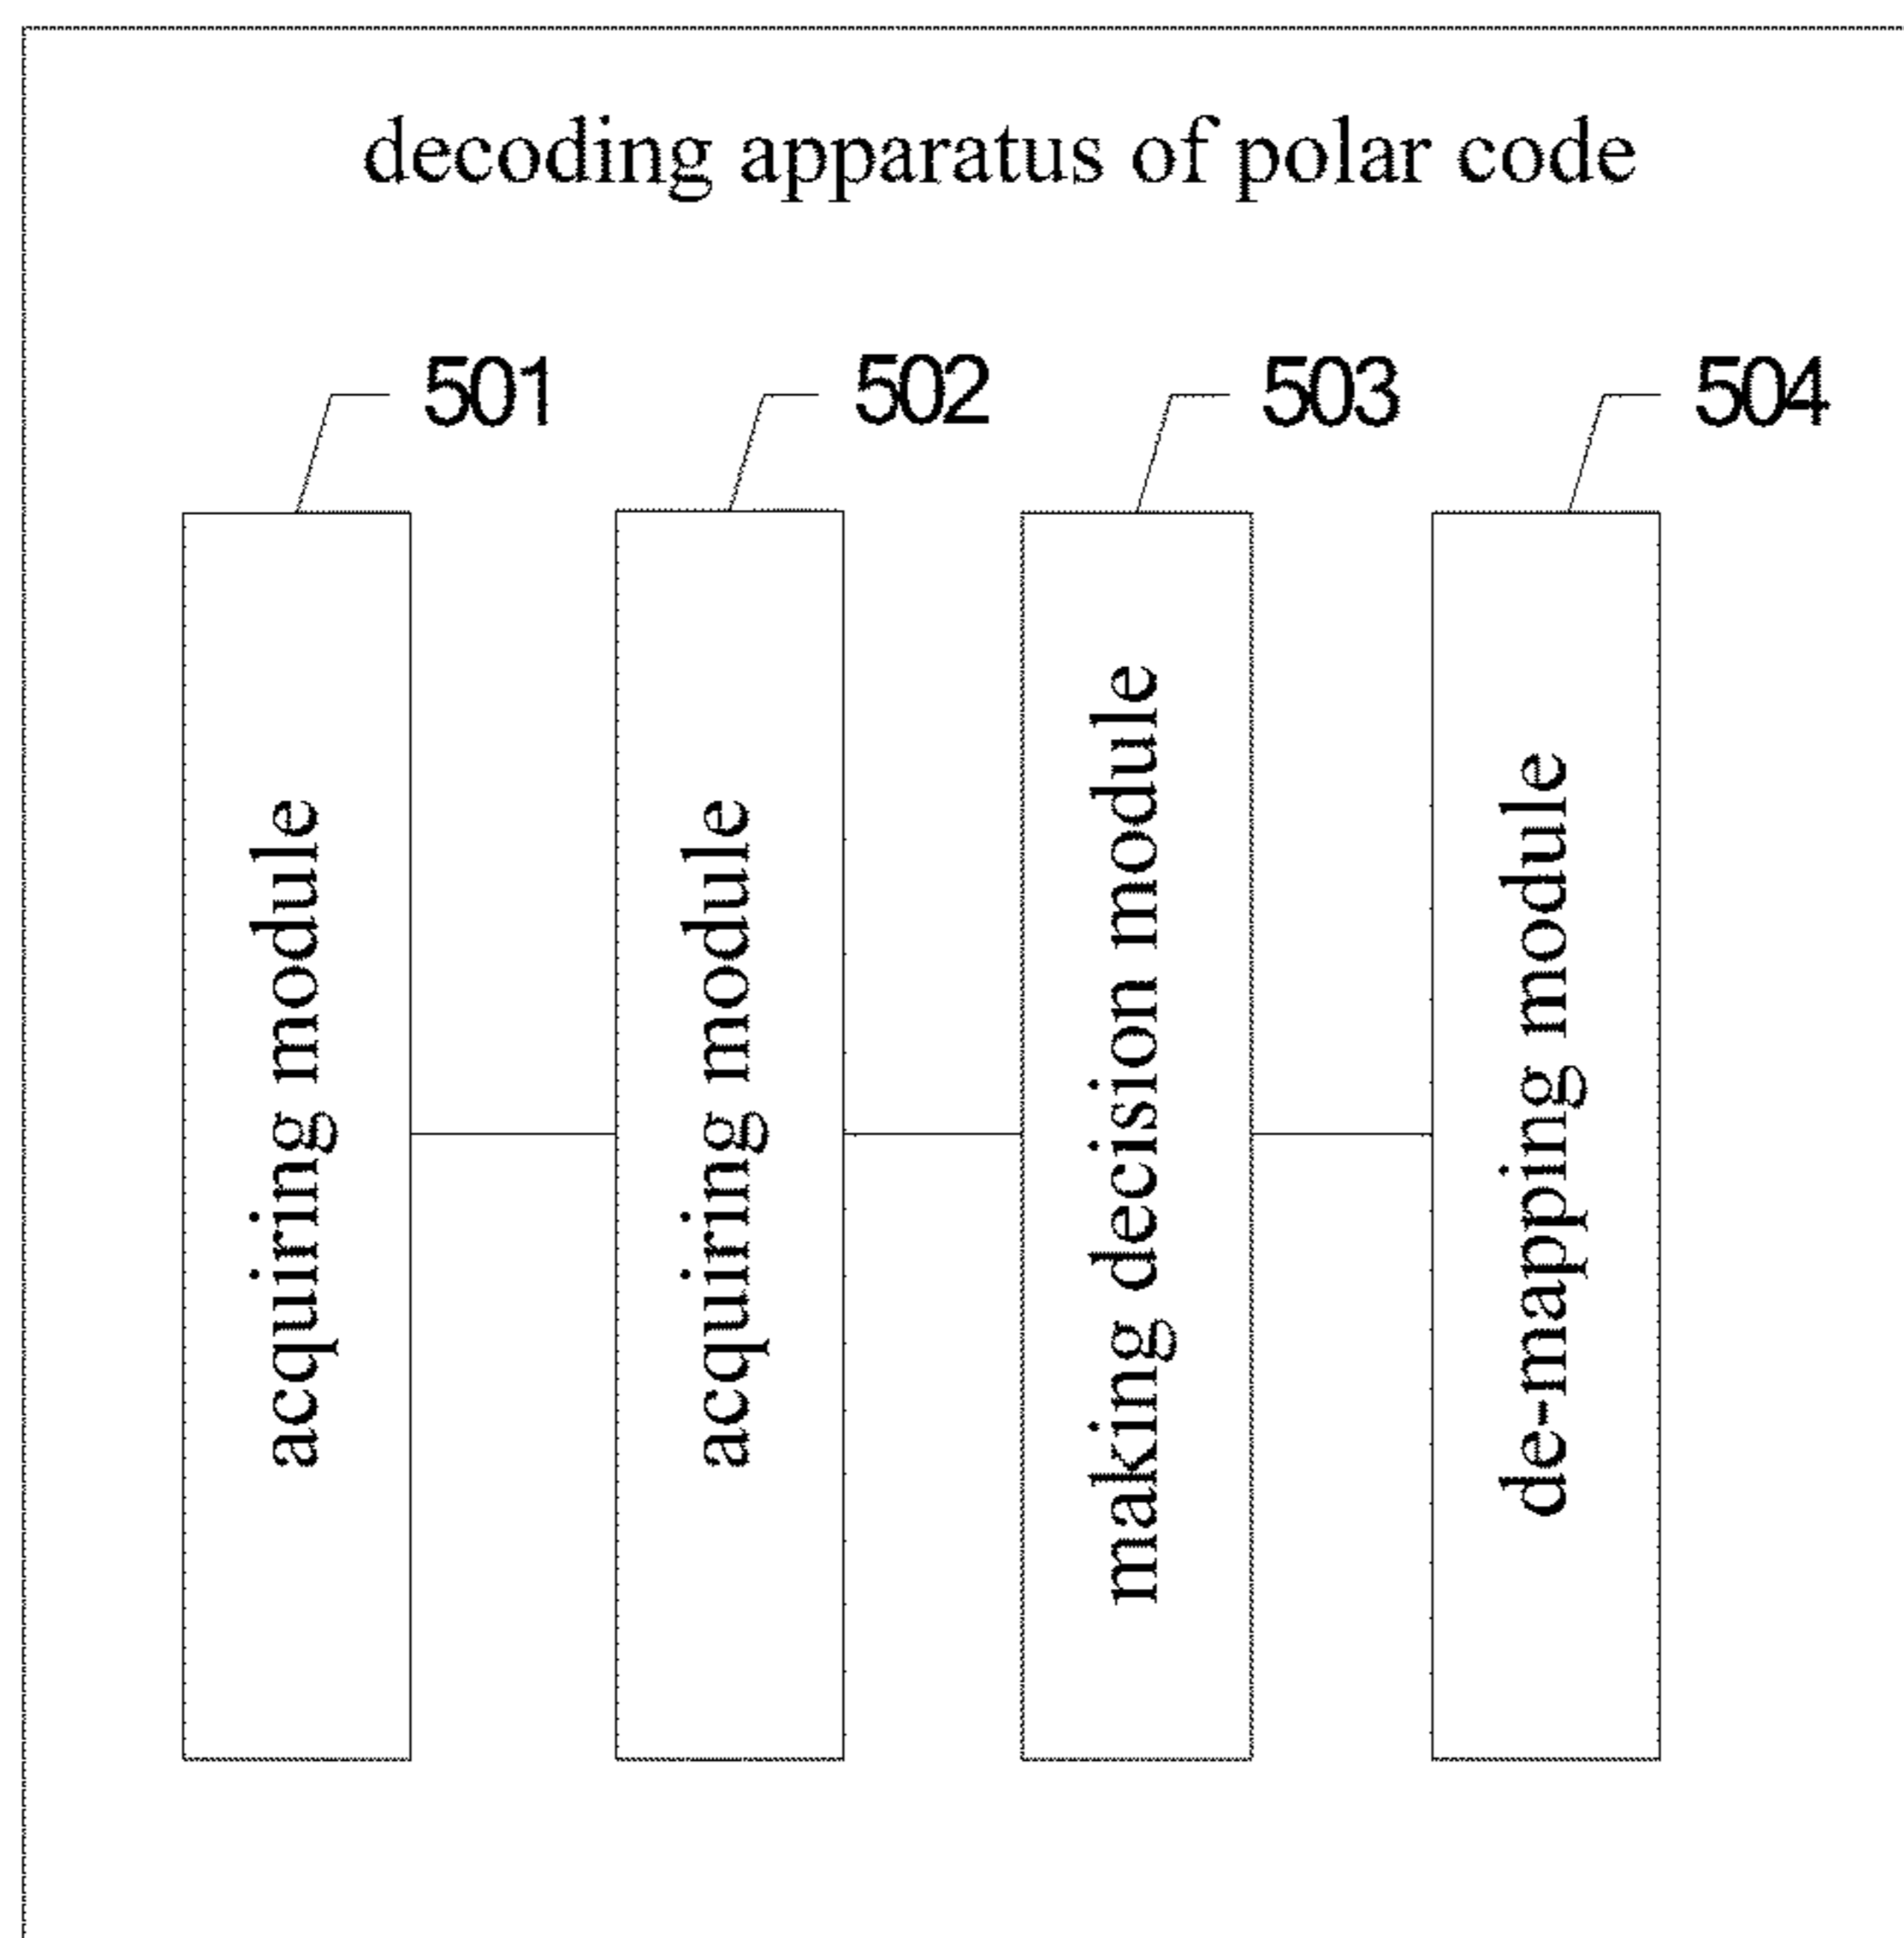 decoding apparatus of polar code
501
502
503
504
acquiring module
acquiring module
making decision module
de-mapping module